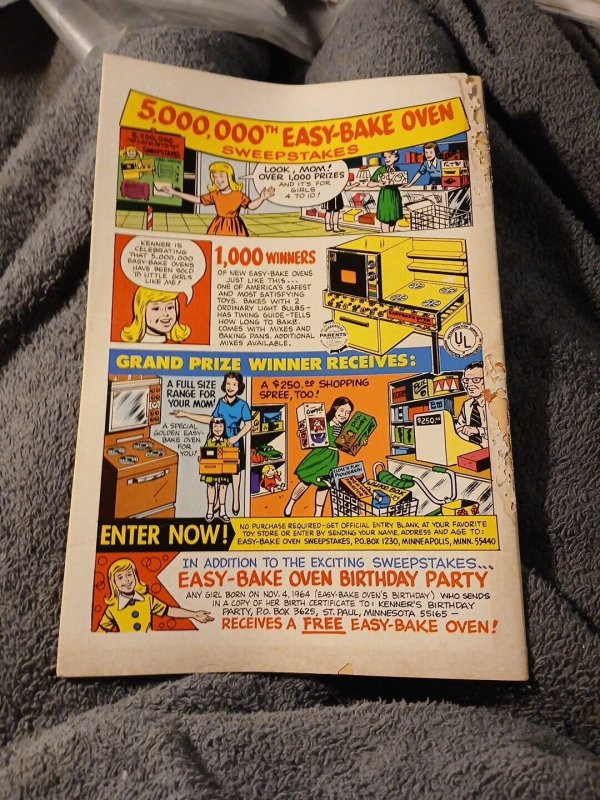 5,000,000TH EASY-BAKE OVEN
SWEEPSTAKES
5,000,000
SWEEPSTAKES
LOOK, MOM!
OVER 1,000 PRIZES
AND IT'S FOR
GIRLS
4 TO 10!
KENNER IS
CELEBRATING
THAT 5,000,000
EASY-BAKE OVENS
HAVE BEEN SOLD
TO LITTLE GIRLS
LIKE ME!
1,000 WINNERS
OF NEW EASY-BAKE OVENS
JUST LIKE THIS---
ONE OF AMERICA'S SAFEST
AND MOST SATISFYING
TOYS. BAKES WITH 2
ORDINARY LIGHT BULBS-
HAS TIMING GUIDE-TELLS
HOW LONG TO BAKE.
COMES WITH MIXES AND
BAKING PANS. ADDITIONAL
MIXES AVAILABLE.
PARENTS'
UL
GRAND PRIZE WINNER RECEIVES:
A FULL SIZE
RANGE FOR
YOUR MOM!
A SPECIAL
GOLDEN EASY-
BAKE OVEN
FOR
YOU!
A $250.00 SHOPPING
SPREE, TOO!
$250.00
ENTER NOW!
NO PURCHASE REQUIRED-GET OFFICIAL ENTRY BLANK AT YOUR FAVORITE
TOY STORE OR ENTER BY SENDING YOUR NAME, ADDRESS AND AGE TO:
EASY-BAKE OVEN SWEEPSTAKES, P.O. BOX 1230, MINNEAPOLIS, MINN. 55440
IN ADDITION TO THE EXCITING SWEEPSTAKES...
EASY-BAKE OVEN BIRTHDAY PARTY
ANY GIRL BORN ON NOV. 4, 1964 (EASY-BAKE OVEN'S BIRTHDAY) WHO SENDS
IN A COPY OF HER BIRTH CERTIFICATE TO: KENNER'S BIRTHDAY
PARTY, P.O. BOX 3625, ST. PAUL, MINNESOTA 55165-
RECEIVES A FREE EASY-BAKE OVEN!